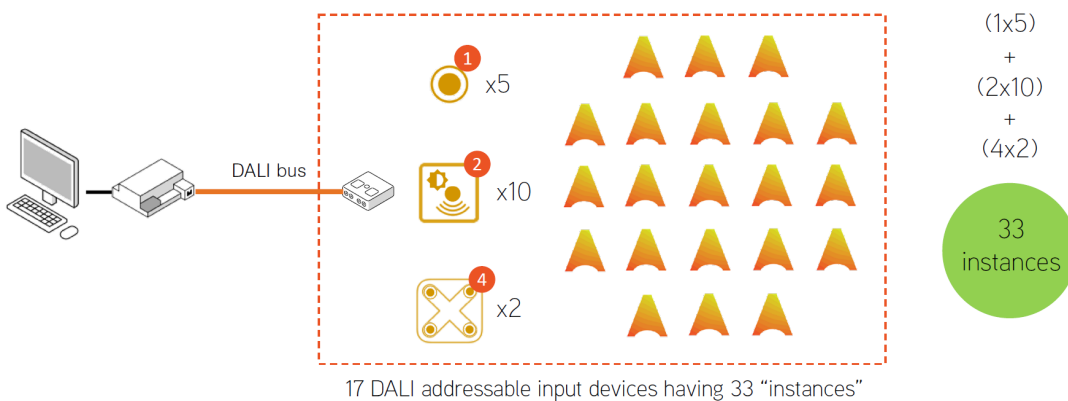 1
x5
DALI bus
2
x10
4
x2
(1x5)
+
(2x10)
+
(4x2)
33
instances
17 DALI addressable input devices having 33 “instances”